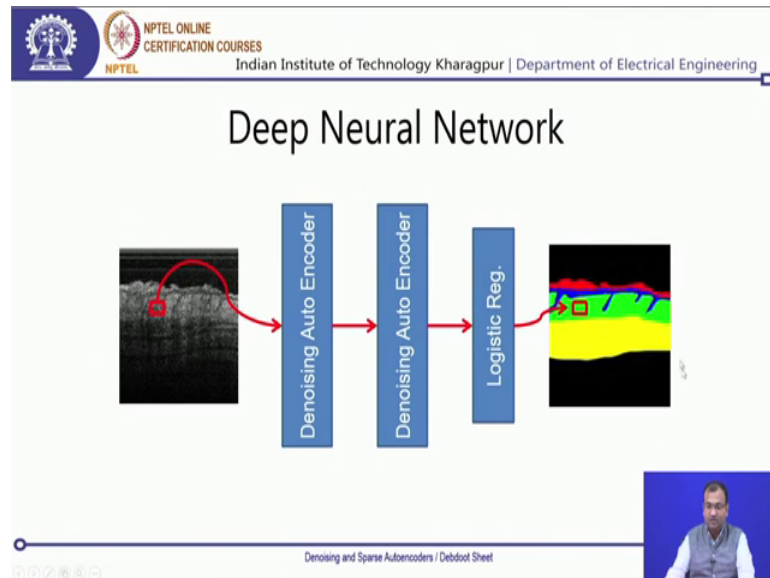 NPTEL ONLINE
CERTIFICATION COURSES
NPTEL
Indian Institute of Technology Kharagpur | Department of Electrical Engineering
Deep Neural Network
Denoising Auto Encoder
Denoising Auto Encoder
Logistic Reg.
Denoising and Sparse Autoencoders / Debdoot Sheet